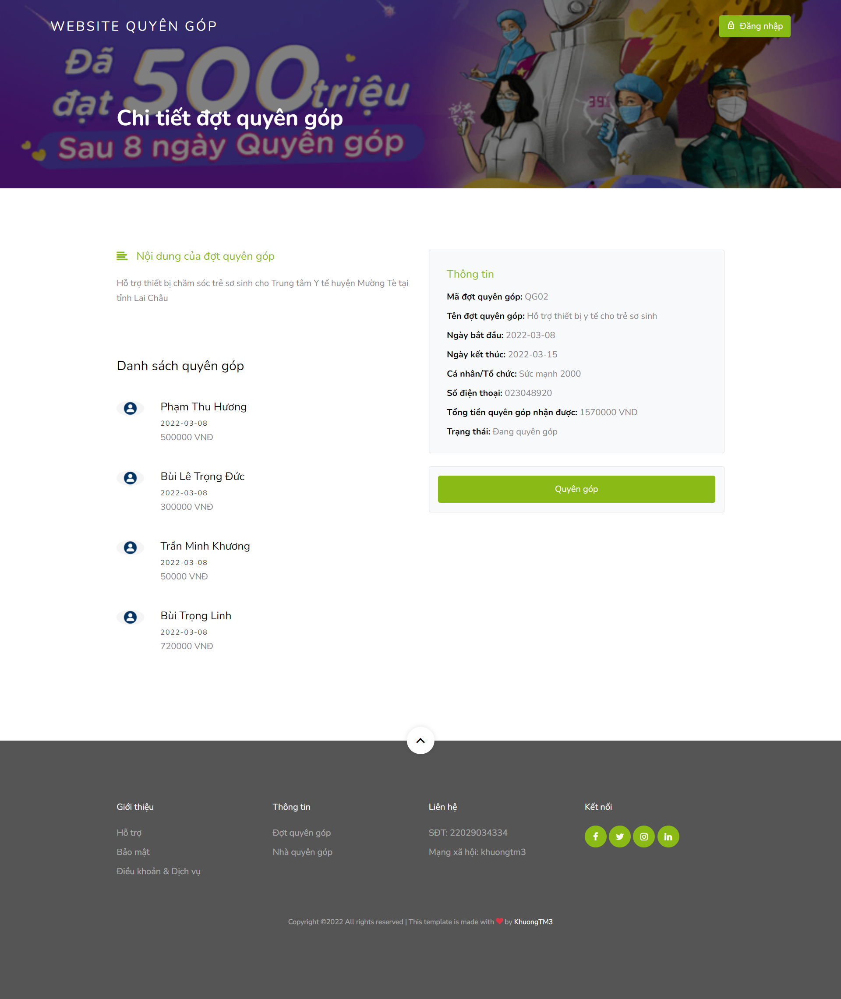 WEBSITE QUYÊN GÓP
Đăng nhập
Đã
đạt 500 triệu
Chi tiết đợt quyên góp
Sau 8 ngày Quyên góp
Nội dung của đợt quyên góp
Hỗ trợ thiết bị chăm sóc trẻ sơ sinh cho Trung tâm Y tế huyện Mường Tè tại
tỉnh Lai Châu
Danh sách quyên góp
Phạm Thu Hương
2022-03-08
500000 VNĐ
Bùi Lê Trọng Đức
2022-03-08
300000 VNĐ
Trần Minh Khương
2022-03-08
50000 VNĐ
Bùi Trọng Linh
2022-03-08
720000 VNĐ
Thông tin
Mã đợt quyên góp: QG02
Tên đợt quyên góp: Hỗ trợ thiết bị y tế cho trẻ sơ sinh
Ngày bắt đầu: 2022-03-08
Ngày kết thúc: 2022-03-15
Cá nhân/Tổ chức: Sức mạnh 2000
Số điện thoại: 023048920
Tổng tiền quyên góp nhận được: 1570000 VND
Trạng thái: Đang quyên góp
Quyên góp
Giới thiệu
Hỗ trợ
Bảo mật
Điều khoản & Dịch vụ
Thông tin
Đợt quyên góp
Nhà quyên góp
Liên hệ
SĐT: 22029034334
Mạng xã hội: khuongtm3
Kết nối
Copyright ©2022 All rights reserved | This template is made with ❤ by KhuongTM3